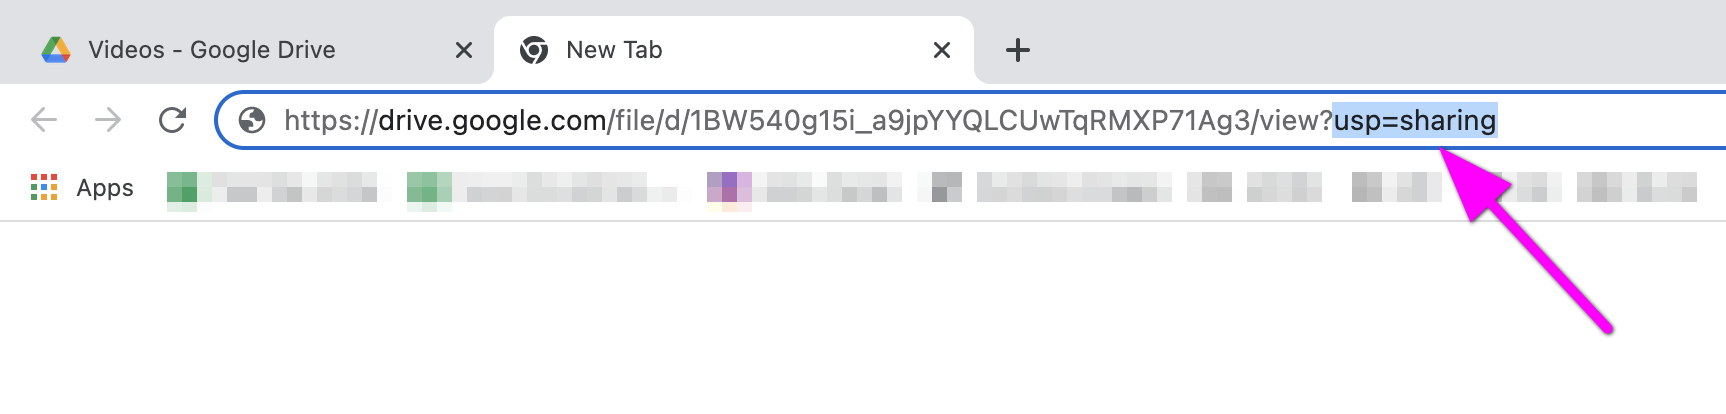 Videos - Google Drive
New Tab
https://drive.google.com/file/d/1BW540g15i_a9jpYYQLCUwTqRMXP71Ag3/view?usp=sharing
Apps